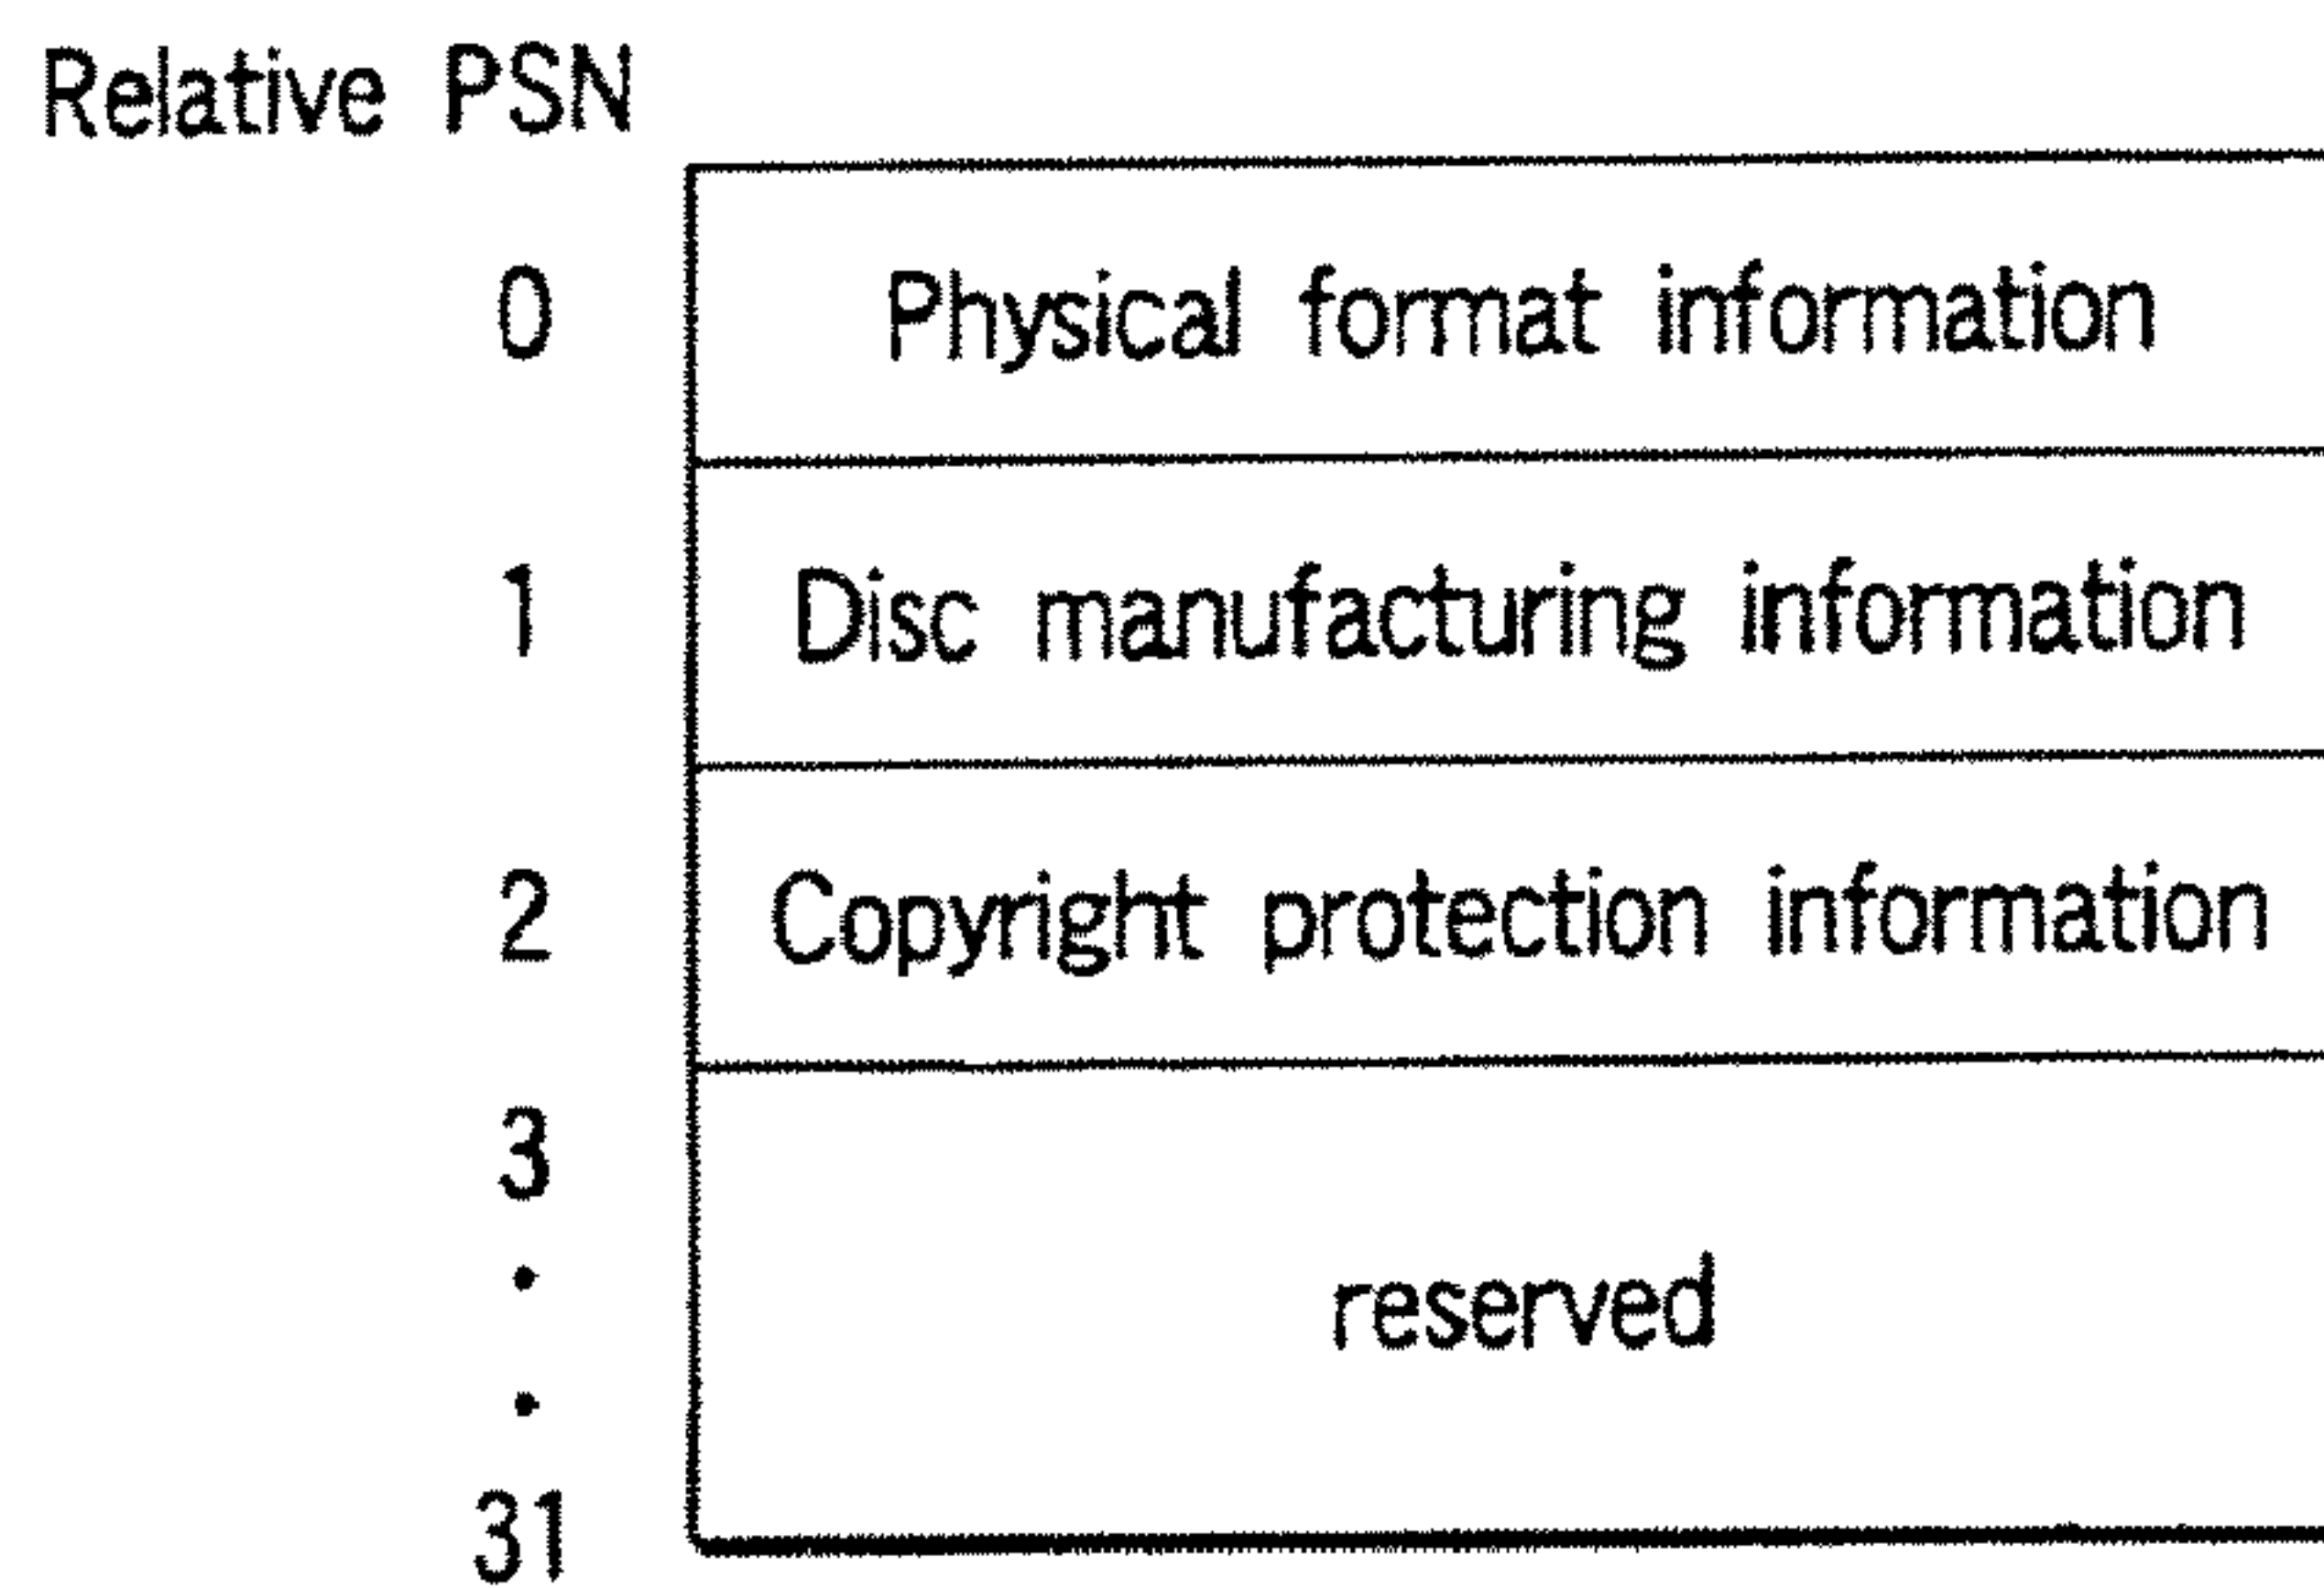 Relative PSN
0 Physical format information
1 Disc manufacturing information
2 Copyright protection information
3
reserved
31